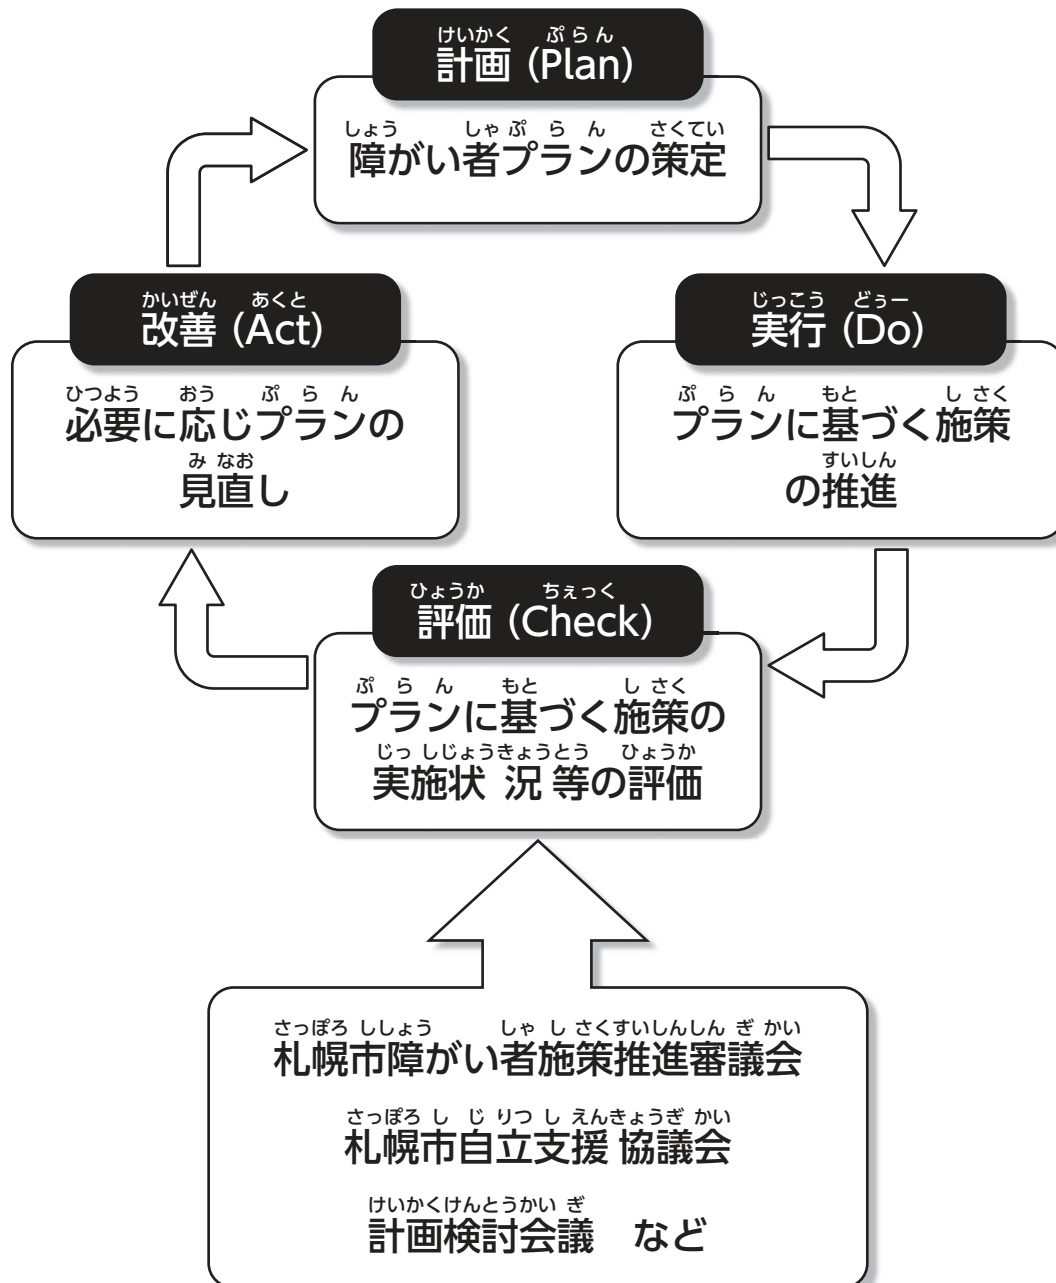 けいかく ぷらん
計画 (Plan)
しょう しゃぷらん さくてい
障がい者プランの策定
かいぜん あくと
改善 (Act)
ひつよう おう ぷらん
必要に応じプランの
みなお
見直し
じっこう どぅー
実行 (Do)
ぷらん もと しさく
プランに基づく施策
すいしん
の推進
ひょうか ちぇっく
評価 (Check)
ぷらん もと しさく
プランに基づく施策の
じっしじょうきょうとう ひょうか
実施状況等の評価
さっぽろししょう しゃしさくすいしんしんぎかい
札幌市障がい者施策推進審議会
さっぽろしじりつしえんきょうぎかい
札幌市自立支援協議会
けいかくけんとうかいぎ
計画検討会議 など